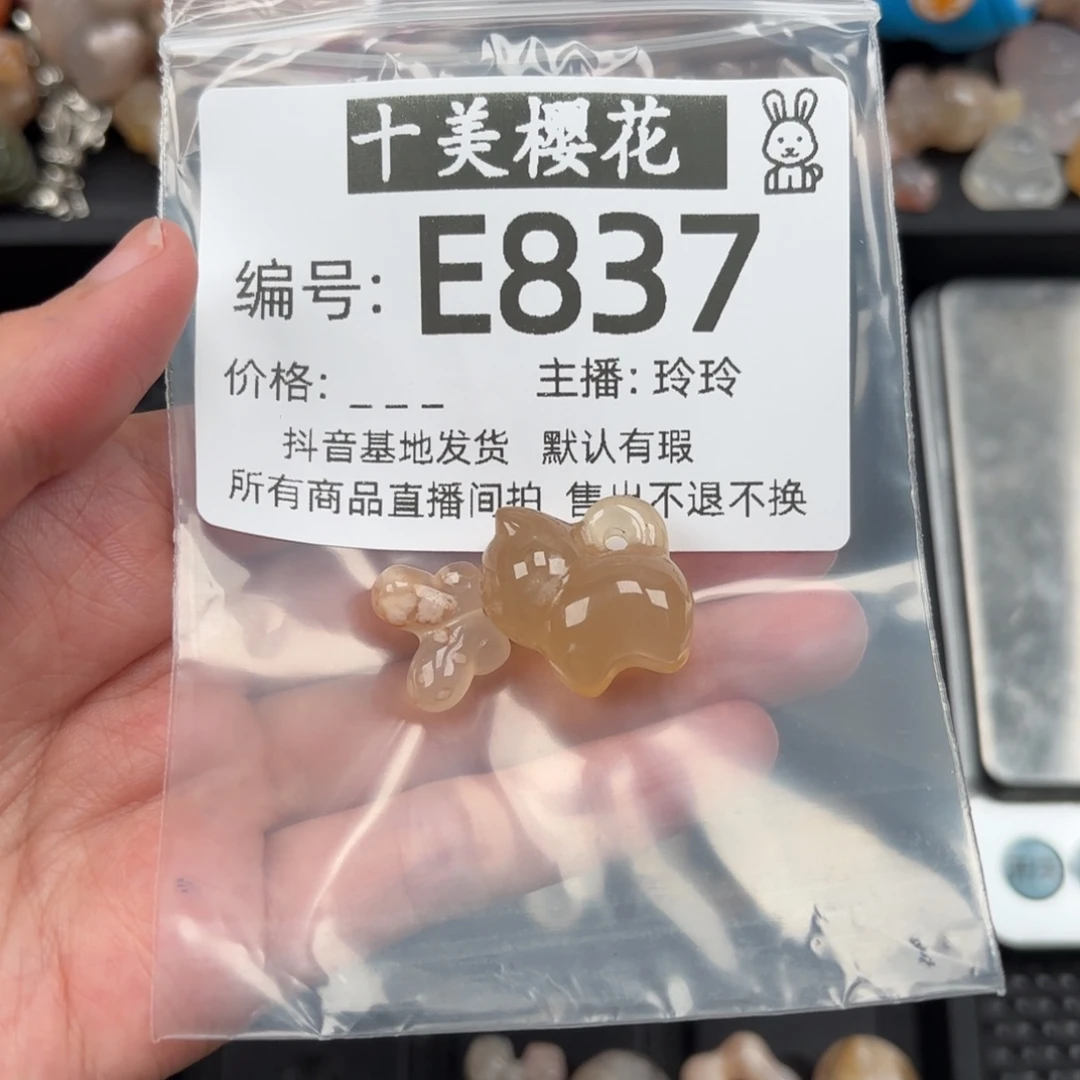 十美樱花
编号: E837
价格: _ _ _ 主播: 玲玲
抖音基地发货 默认有瑕
所有商品直播间拍 售出不退不换